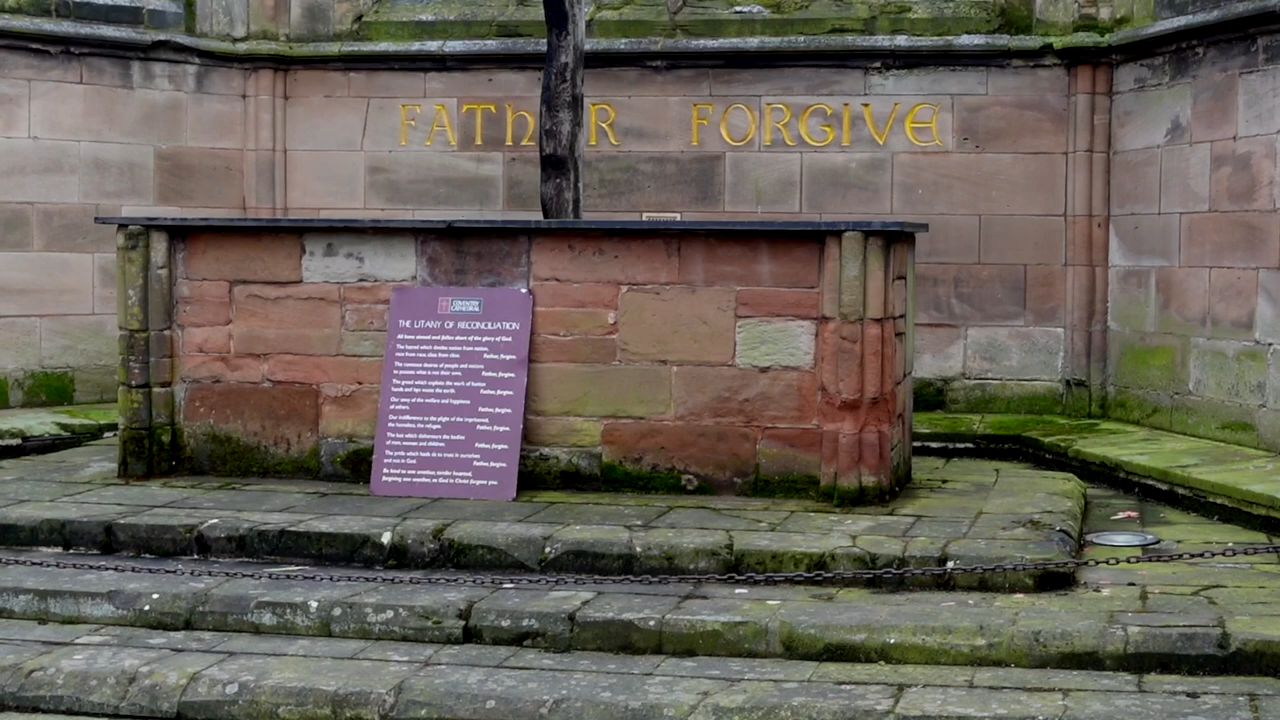 FATHER FORGIVE
COVENTRY
CATHEDRAL
THE LITANY OF RECONCILIATION
All have sinned and fallen short of the glory of God.
The hatred which divides nation from nation,
race from race, class from class, Father, forgive.
The covetous desires of people and nations
to possess what is not their own, Father, forgive.
The greed which exploits the work of human
hands and lays waste the earth, Father, forgive.
Our envy of the welfare and happiness
of others, Father, forgive.
Our indifference to the plight of the imprisoned,
the homeless, the refugee, Father, forgive.
The lust which dishonours the bodies
of men, women and children, Father, forgive.
The pride which leads us to trust in ourselves
and not in God, Father, forgive.
Be kind to one another, tender hearted,
forgiving one another, as God in Christ forgave you.